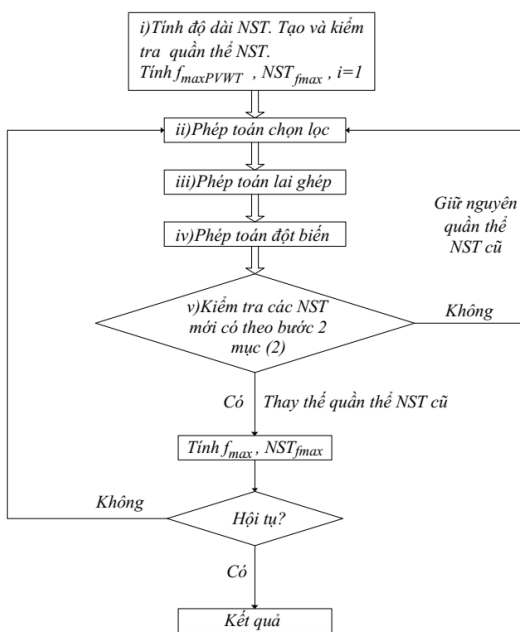 i)Tính độ dài NST. Tạo và kiểm
tra quần thể NST.
Tính f_maxPVWT , NST_fmax , i=1
ii)Phép toán chọn lọc
iii)Phép toán lai ghép
iv)Phép toán đột biến
Giữ nguyên
quần thể
NST cũ
v)Kiểm tra các NST
mới có theo bước 2
mục (2)
Không
Có
Thay thế quần thể NST cũ
Tính f_max , NST_fmax
Không
Hội tụ?
Có
Kết quả